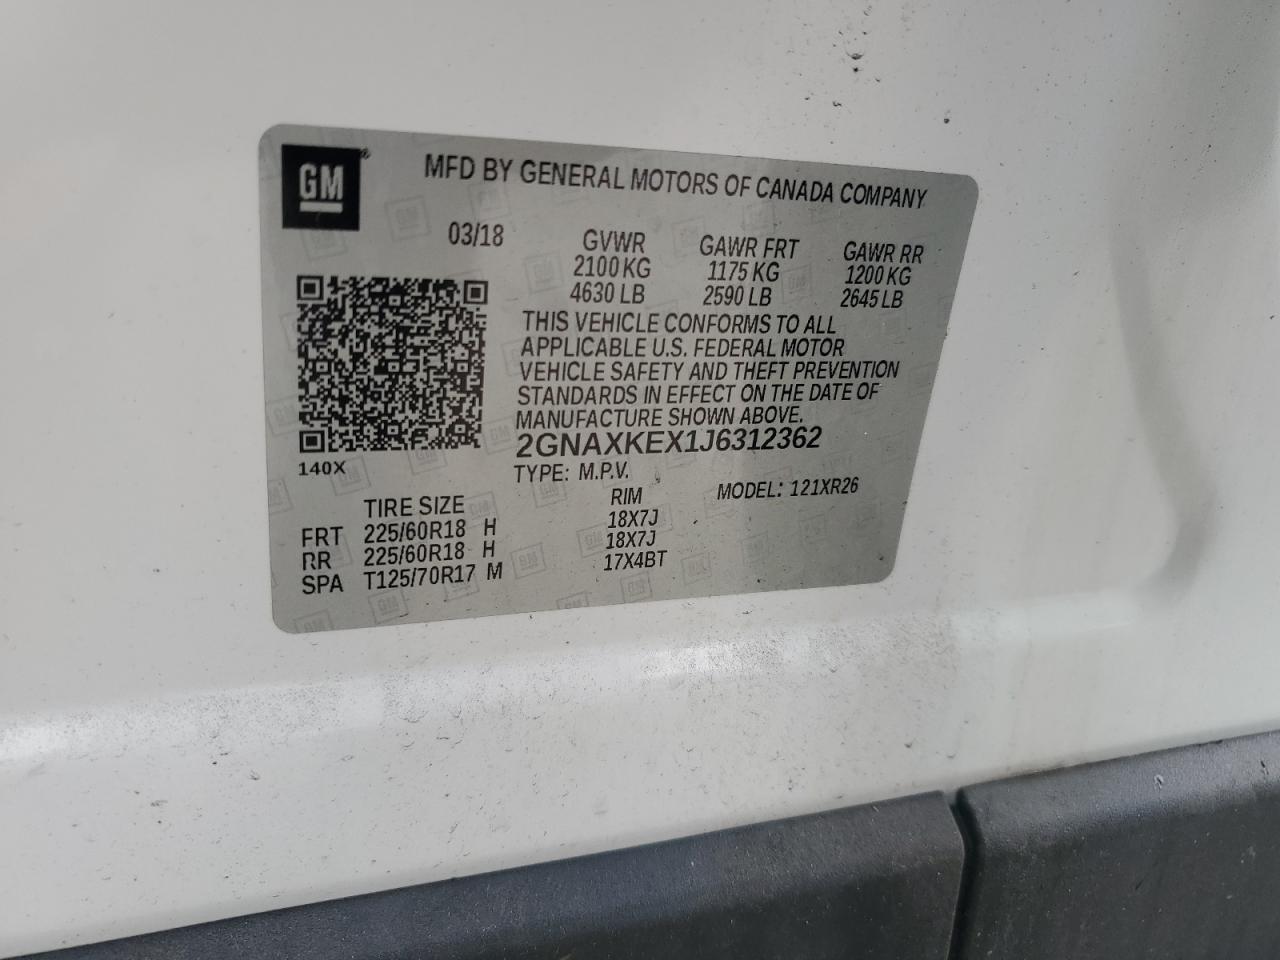 GM
MFD BY GENERAL MOTORS OF CANADA COMPANY
03/18 GVWR GAWR FRT GAWR RR
2100 KG 1175 KG 1200 KG
4630 LB 2590 LB 2645 LB
THIS VEHICLE CONFORMS TO ALL
APPLICABLE U.S. FEDERAL MOTOR
VEHICLE SAFETY AND THEFT PREVENTION
STANDARDS IN EFFECT ON THE DATE OF
MANUFACTURE SHOWN ABOVE.
2GNAXKEX1J6312362
140X TYPE: M.P.V.
TIRE SIZE RIM MODEL: 121XR26
FRT 225/60R18 H 18X7J
RR 225/60R18 H 18X7J
SPA T125/70R17 M 17X4BT